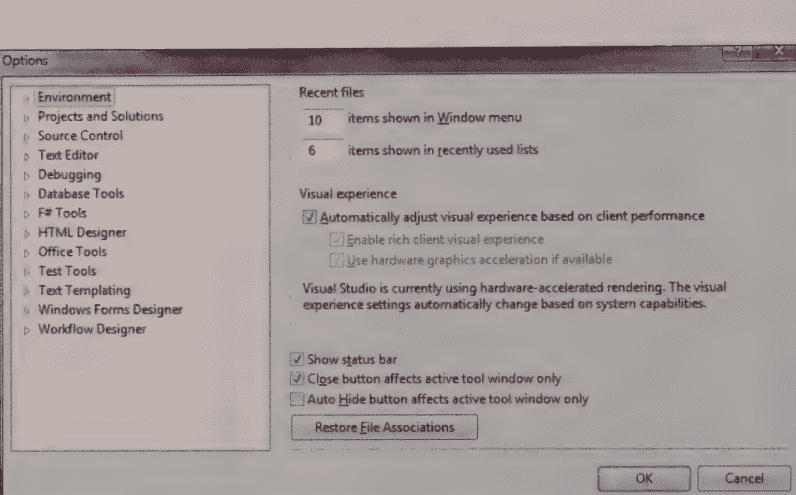 Options
Environment
Projects and Solutions
Source Control
Text Editor
Debugging
Database Tools
F# Tools
HTML Designer
Office Tools
Test Tools
Text Templating
Windows Forms Designer
Workflow Designer
Recent files
10 items shown in Window menu
6 items shown in recently used lists
Visual experience
Automatically adjust visual experience based on client performance
Enable rich client visual experience
Use hardware graphics acceleration if available
Visual Studio is currently using hardware-accelerated rendering. The visual
experience settings automatically change based on system capabilities.
Show status bar
Close button affects active tool window only
Auto Hide button affects active tool window only
Restore File Associations
OK
Cancel